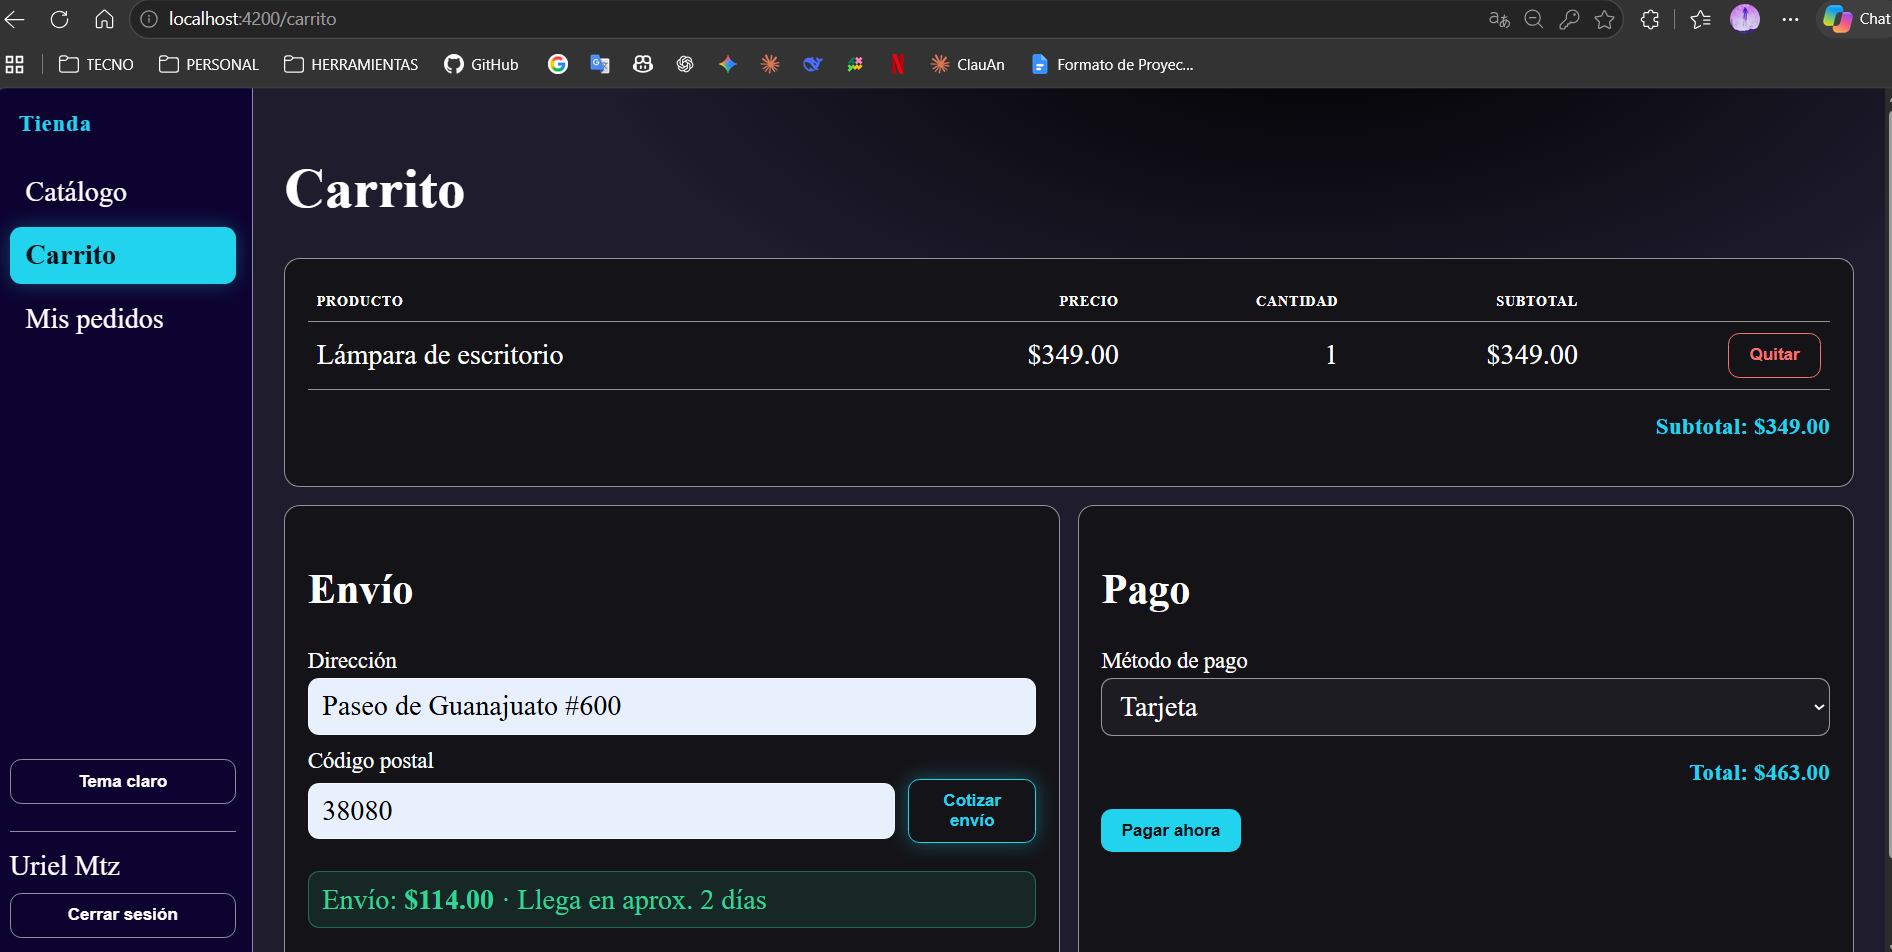 localhost:4200/carrito
Chat
TECNO
PERSONAL
HERRAMIENTAS
GitHub
ClauAn
Formato de Proyec...
Tienda
Catálogo
Carrito
Mis pedidos
Tema claro
Uriel Mtz
Cerrar sesión
Carrito
PRODUCTO PRECIO CANTIDAD SUBTOTAL
Lámpara de escritorio $349.00 1 $349.00 Quitar
Subtotal: $349.00
Envío
Dirección
Paseo de Guanajuato #600
Código postal
38080
Cotizar
envío
Envío: $114.00 · Llega en aprox. 2 días
Pago
Método de pago
Tarjeta
Total: $463.00
Pagar ahora